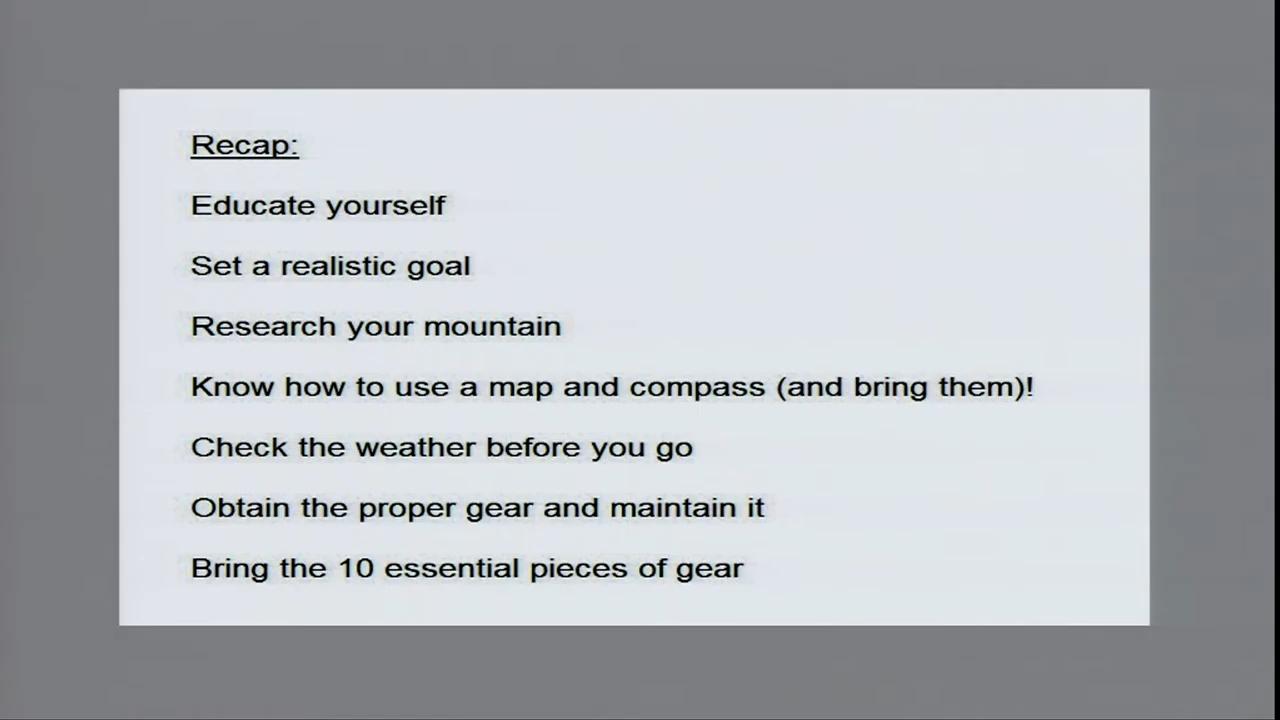 Recap:
Educate yourself
Set a realistic goal
Research your mountain
Know how to use a map and compass (and bring them)!
Check the weather before you go
Obtain the proper gear and maintain it
Bring the 10 essential pieces of gear